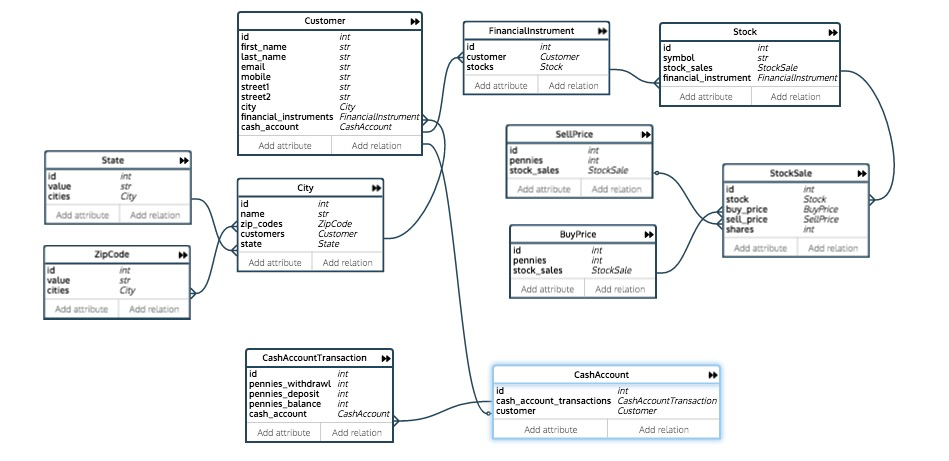 Customer
id int
first_name str
last_name str
email str
mobile str
street1 str
street2 str
city City
financial_instruments FinancialInstrument
cash_account CashAccount
Add attribute Add relation
FinancialInstrument
id int
customer Customer
stocks Stock
Add attribute Add relation
Stock
id int
symbol str
stock_sales StockSale
financial_instrument FinancialInstrument
Add attribute Add relation
SellPrice
id int
pennies int
stock_sales StockSale
Add attribute Add relation
State
id int
value str
cities City
Add attribute Add relation
City
id int
name str
zip_codes ZipCode
customers Customer
state State
Add attribute Add relation
StockSale
id int
stock Stock
buy_price BuyPrice
sell_price SellPrice
shares int
Add attribute Add relation
BuyPrice
id int
pennies int
stock_sales StockSale
Add attribute Add relation
ZipCode
id int
value str
cities City
Add attribute Add relation
CashAccountTransaction
id int
pennies_withdrawl int
pennies_deposit int
pennies_balance int
cash_account CashAccount
Add attribute Add relation
CashAccount
id int
cash_account_transactions CashAccountTransaction
customer Customer
Add attribute Add relation